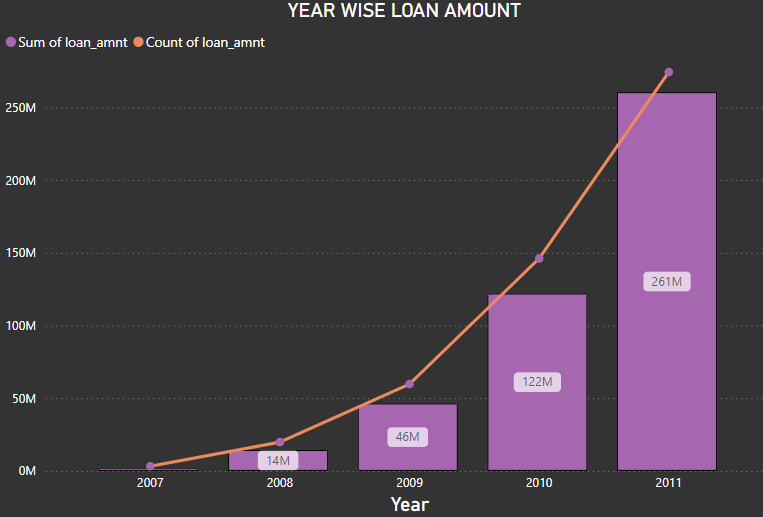 YEAR WISE LOAN AMOUNT
Sum of loan_amnt Count of loan_amnt
250M
200M
150M
100M
50M
0M
261M
122M
46M
14M
2007 2008 2009 2010 2011
Year